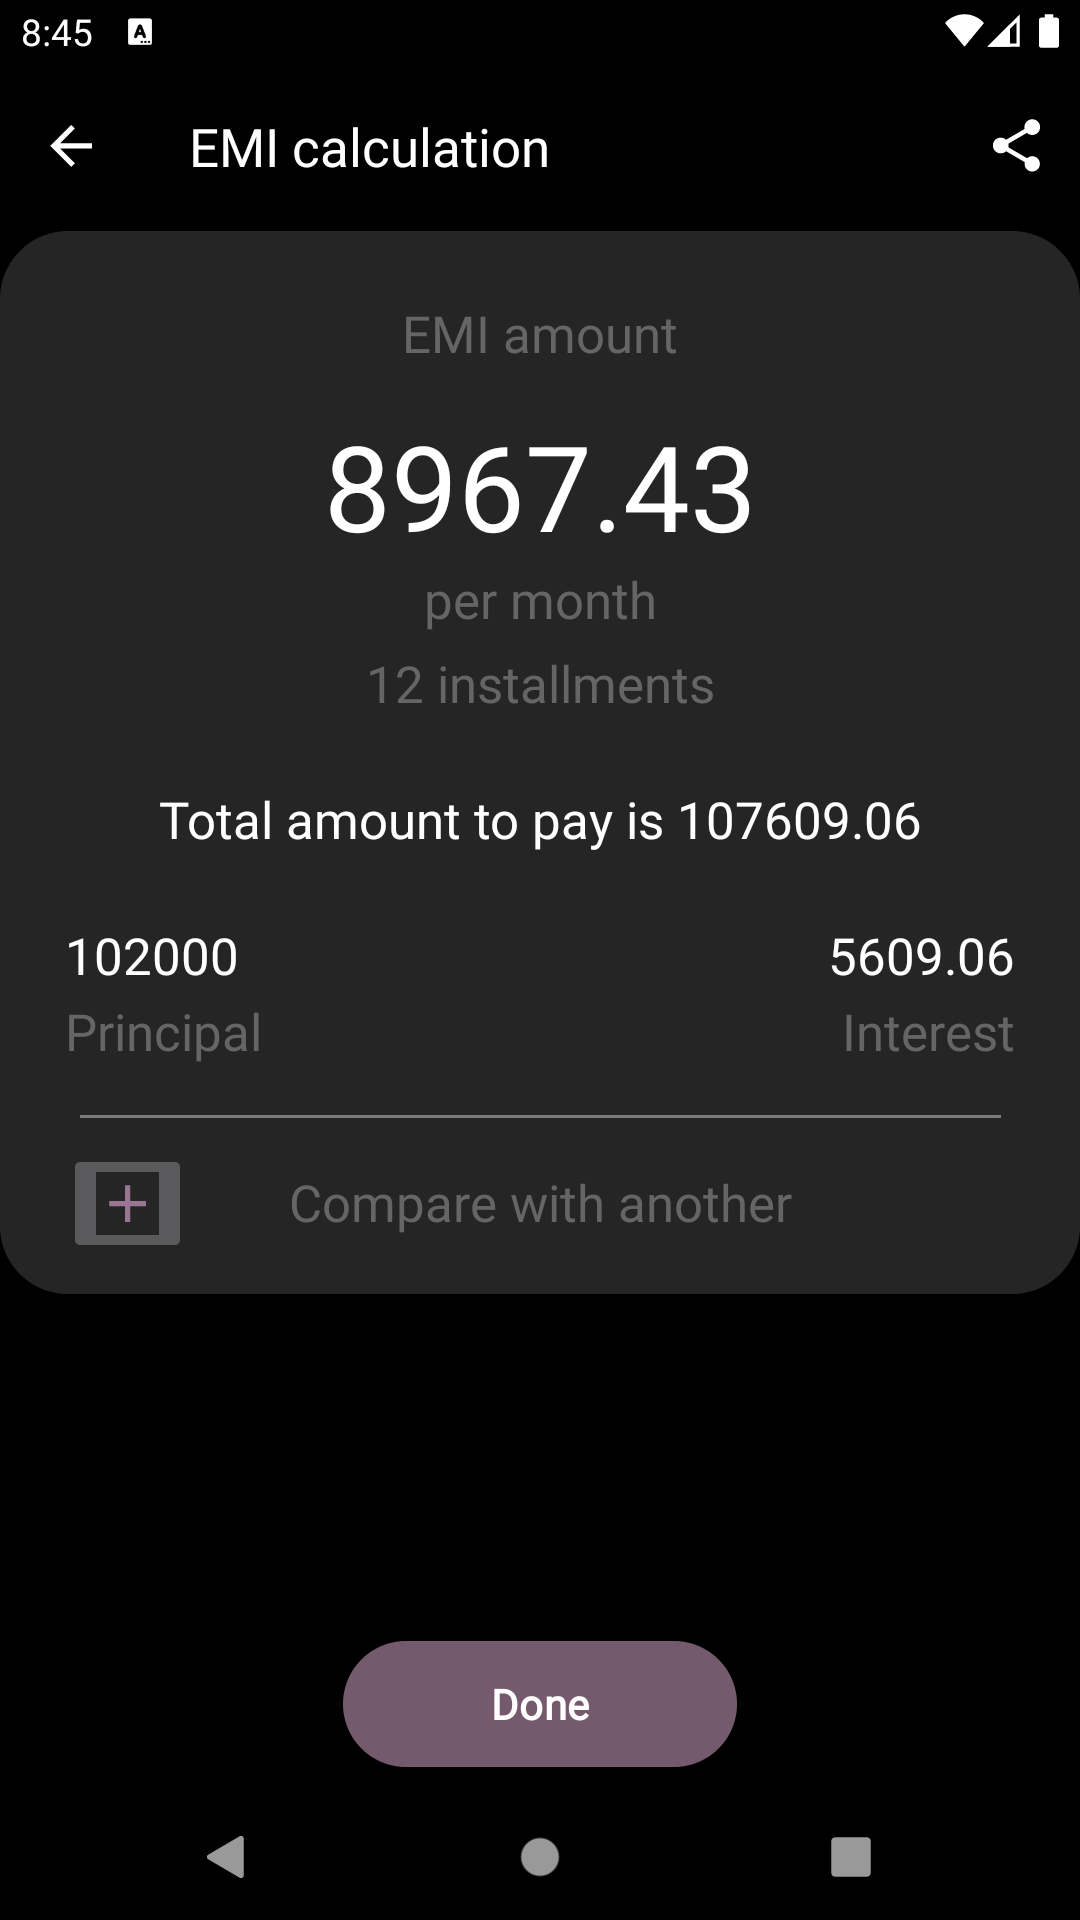 8:45
EMI calculation
EMI amount
8967.43
per month
12 installments
Total amount to pay is 107609.06
102000 5609.06
Principal Interest
Compare with another
Done